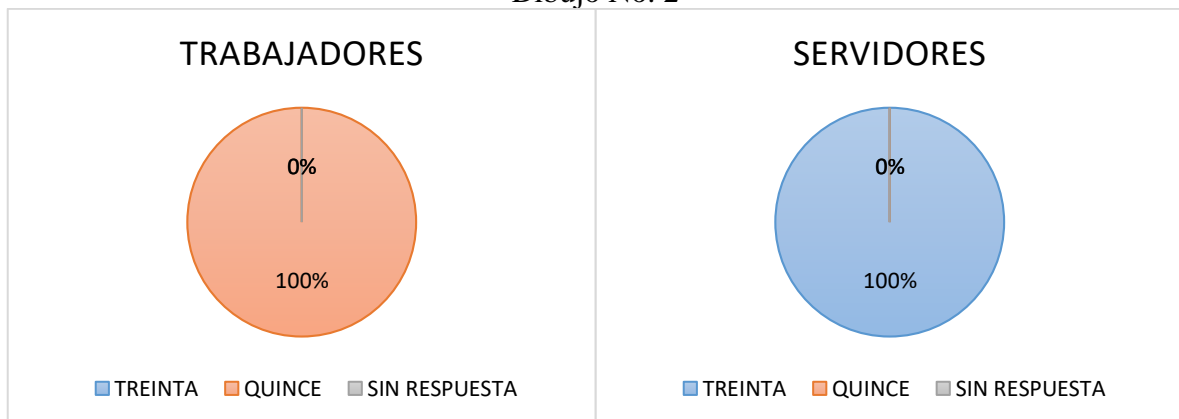 Dibujo No. 2
TRABAJADORES
0%
100%
TREINTA QUINCE SIN RESPUESTA
SERVIDORES
0%
100%
TREINTA QUINCE SIN RESPUESTA